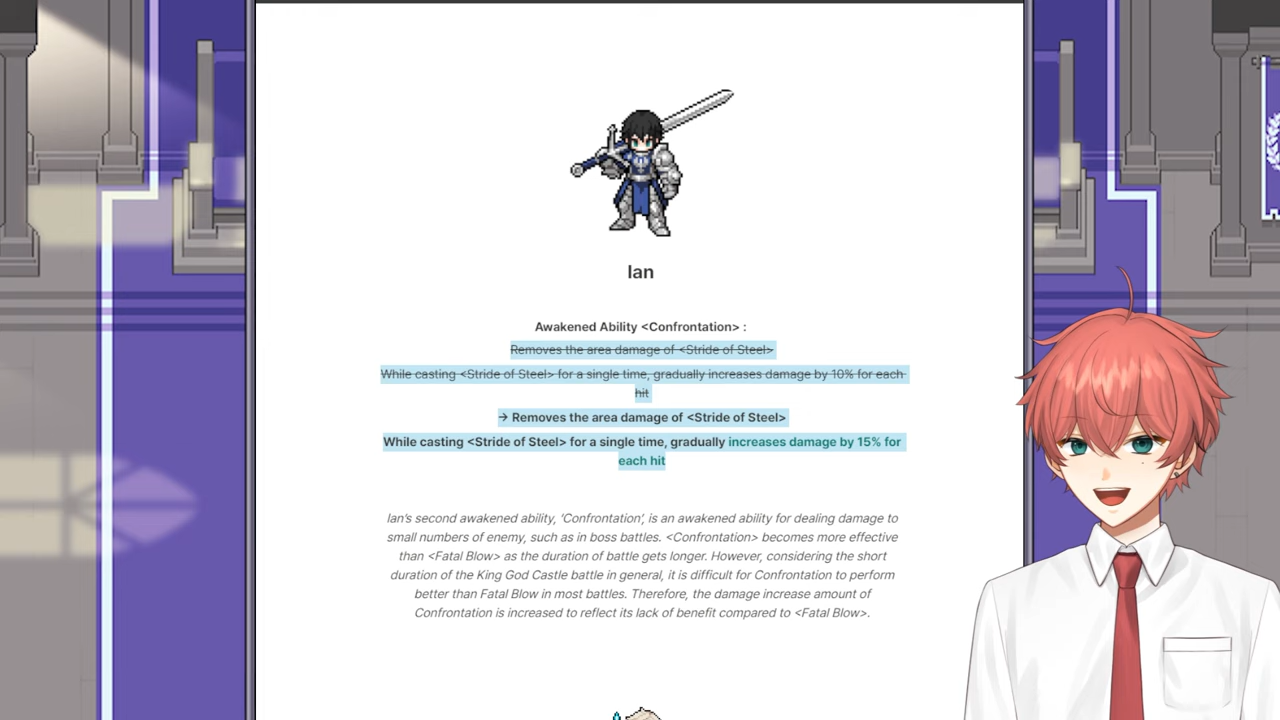 Ian
Awakened Ability <Confrontation> :
Removes the area damage of <Stride of Steel>
While casting <Stride of Steel> for a single time, gradually increases damage by 10% for each
hit
→ Removes the area damage of <Stride of Steel>
While casting <Stride of Steel> for a single time, gradually increases damage by 15% for
each hit
Ian's second awakened ability, 'Confrontation', is an awakened ability for dealing damage to
small numbers of enemy, such as in boss battles. <Confrontation> becomes more effective
than <Fatal Blow> as the duration of battle gets longer. However, considering the short
duration of the King God Castle battle in general, it is difficult for Confrontation to perform
better than Fatal Blow in most battles. Therefore, the damage increase amount of
Confrontation is increased to reflect its lack of benefit compared to <Fatal Blow>.